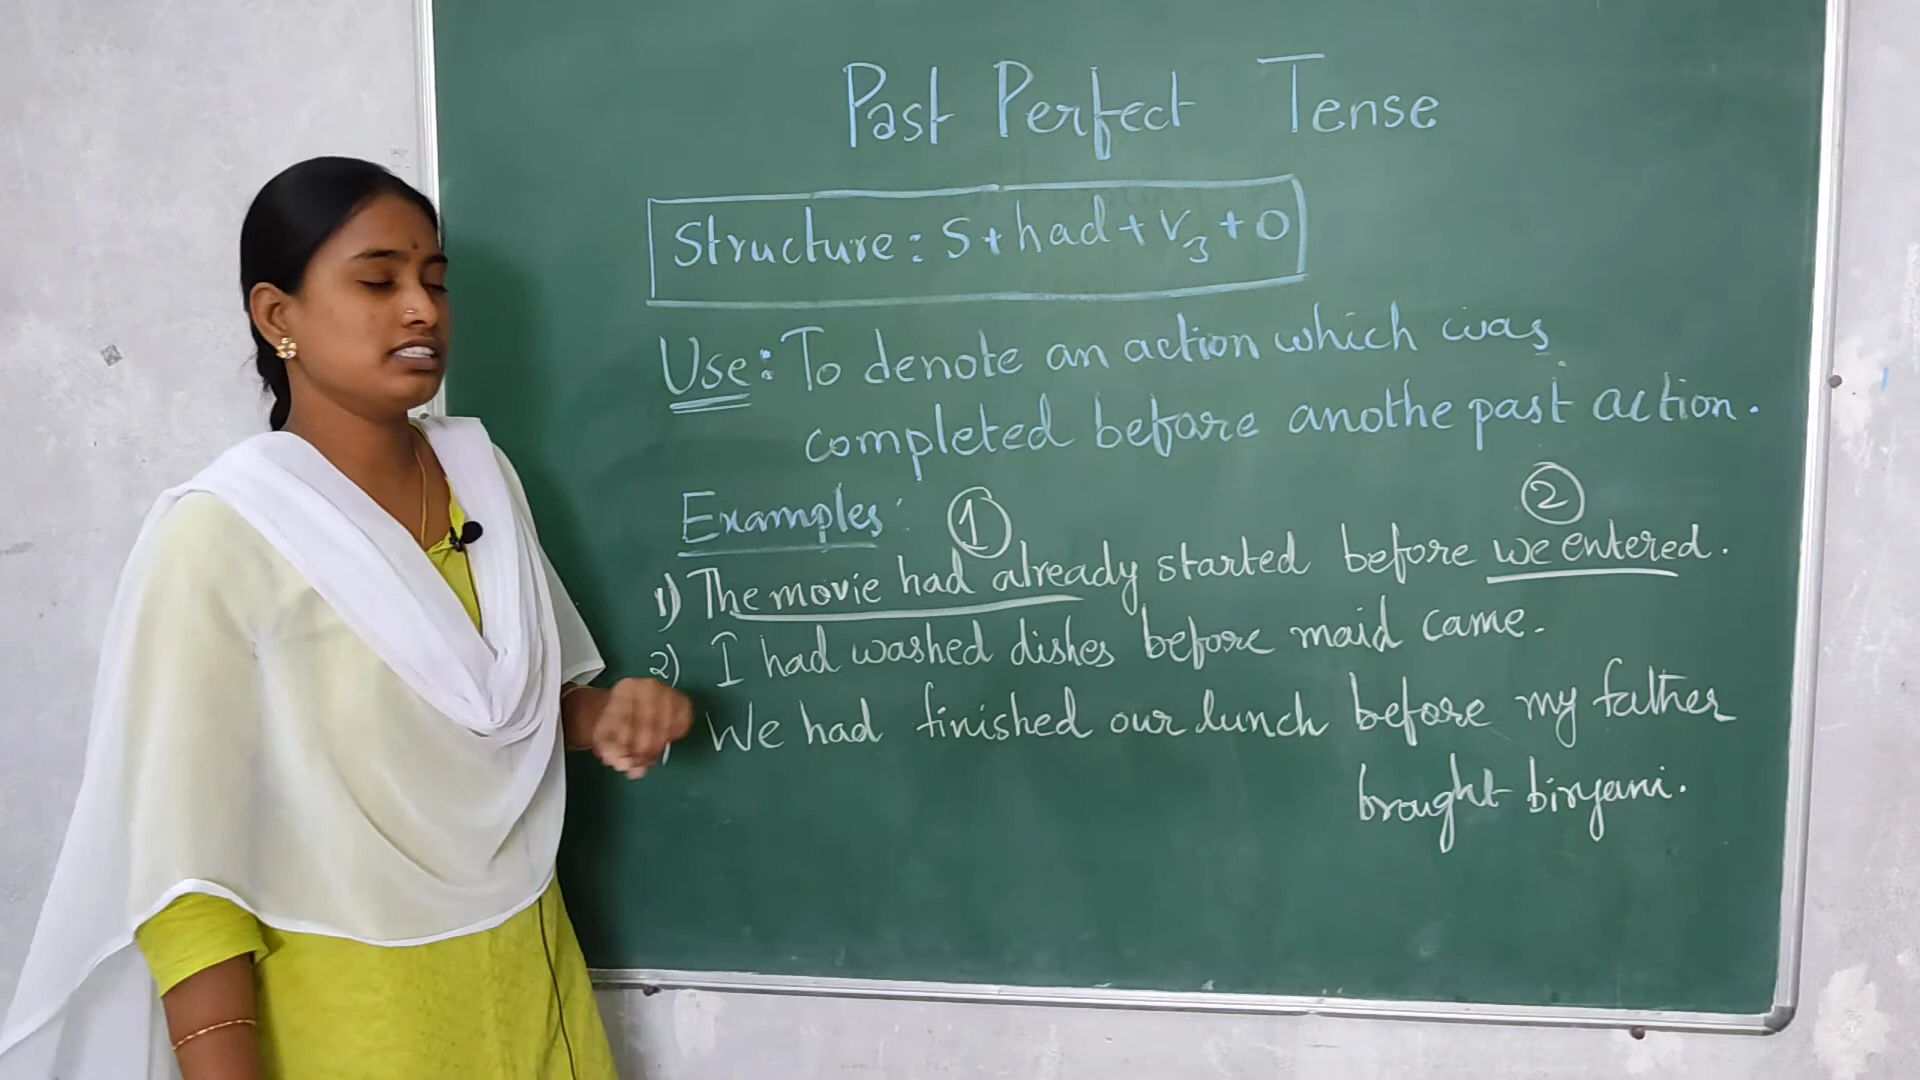 Past Perfect Tense
Structure: S+had+V3+O
Use: To denote an action which was
completed before anothe past action.
Examples:
1 2
1) The movie had already started before we entered.
2) I had washed dishes before maid came.
We had finished our lunch before my father
brought biryani.